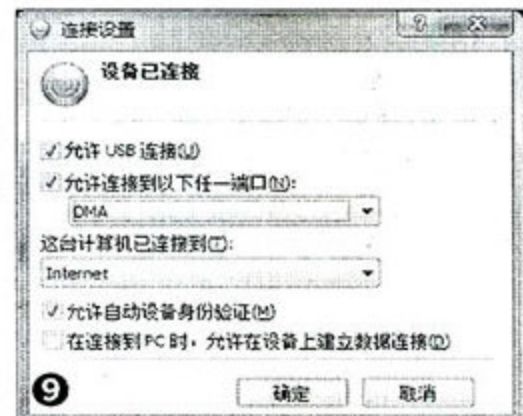 连接设置
设备已连接
允许 USB 连接(U)
允许连接到以下任一端口(N):
DMA
这台计算机已连接到(T):
Internet
允许自动设备身份验证(M)
在连接到 PC 时，允许在设备上建立数据连接(D)
9
确定 取消